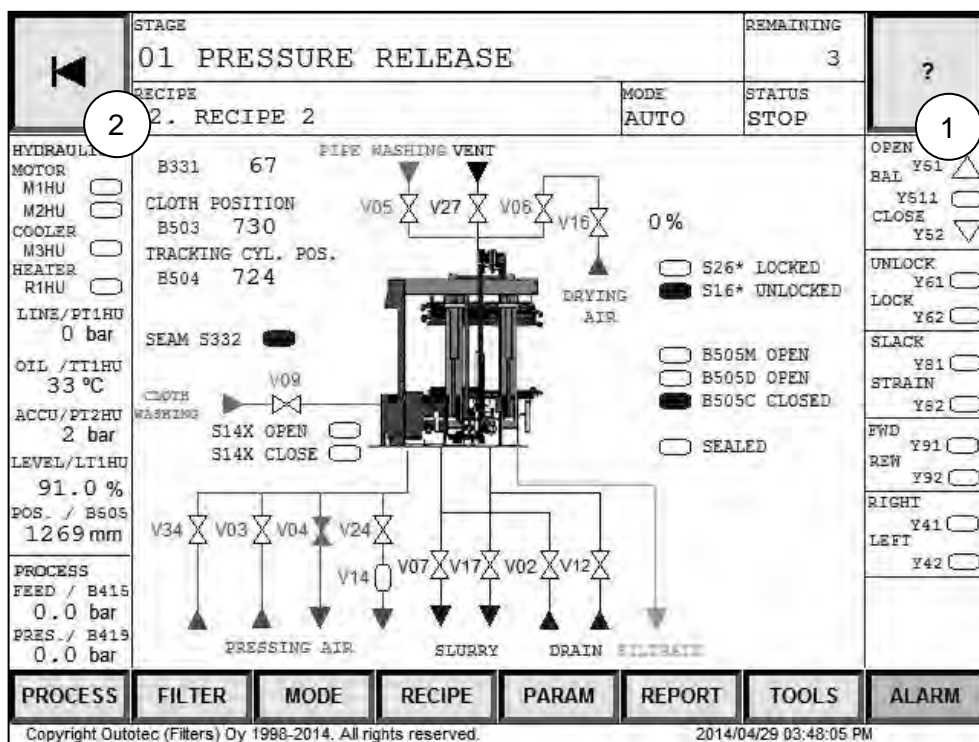 STAGE
01 PRESSURE RELEASE
REMAINING
3
?
RECIPE
2. RECIPE 2
MODE
AUTO
STATUS
STOP
2
1
HYDRAULI
MOTOR
M1HU
M2HU
COOLER
M3HU
HEATER
R1HU
LINE/PT1HU
0 bar
OIL /TT1HU
33 ºC
ACCU/PT2HU
2 bar
LEVEL/LT1HU
91.0 %
POS. / B505
1269 mm
PROCESS
FEED / B415
0.0 bar
PRES./ B419
0.0 bar
B331 67
CLOTH POSITION
B503 730
TRACKING CYL. POS.
B504 724
SEAM S332
PIPE WASHING VENT
V05 V27 V06 V16
0 %
DRYING
AIR
S26* LOCKED
S16* UNLOCKED
B505M OPEN
B505D OPEN
B505C CLOSED
SEALED
V09
CLOTH
WASHING
S14X OPEN
S14X CLOSE
V34 V03 V04 V24
V14
V07 V17 V02 V12
PRESSING AIR
SLURRY
DRAIN
FILTRATE
OPEN
Y51
BAL
Y511
CLOSE
Y52
UNLOCK
Y61
LOCK
Y62
SLACK
Y81
STRAIN
Y82
FWD
Y91
REW
Y92
RIGHT
Y41
LEFT
Y42
PROCESS FILTER MODE RECIPE PARAM REPORT TOOLS ALARM
Copyright Outotec (Filters) Oy 1998-2014. All rights reserved.
2014/04/29 03:48:05 PM